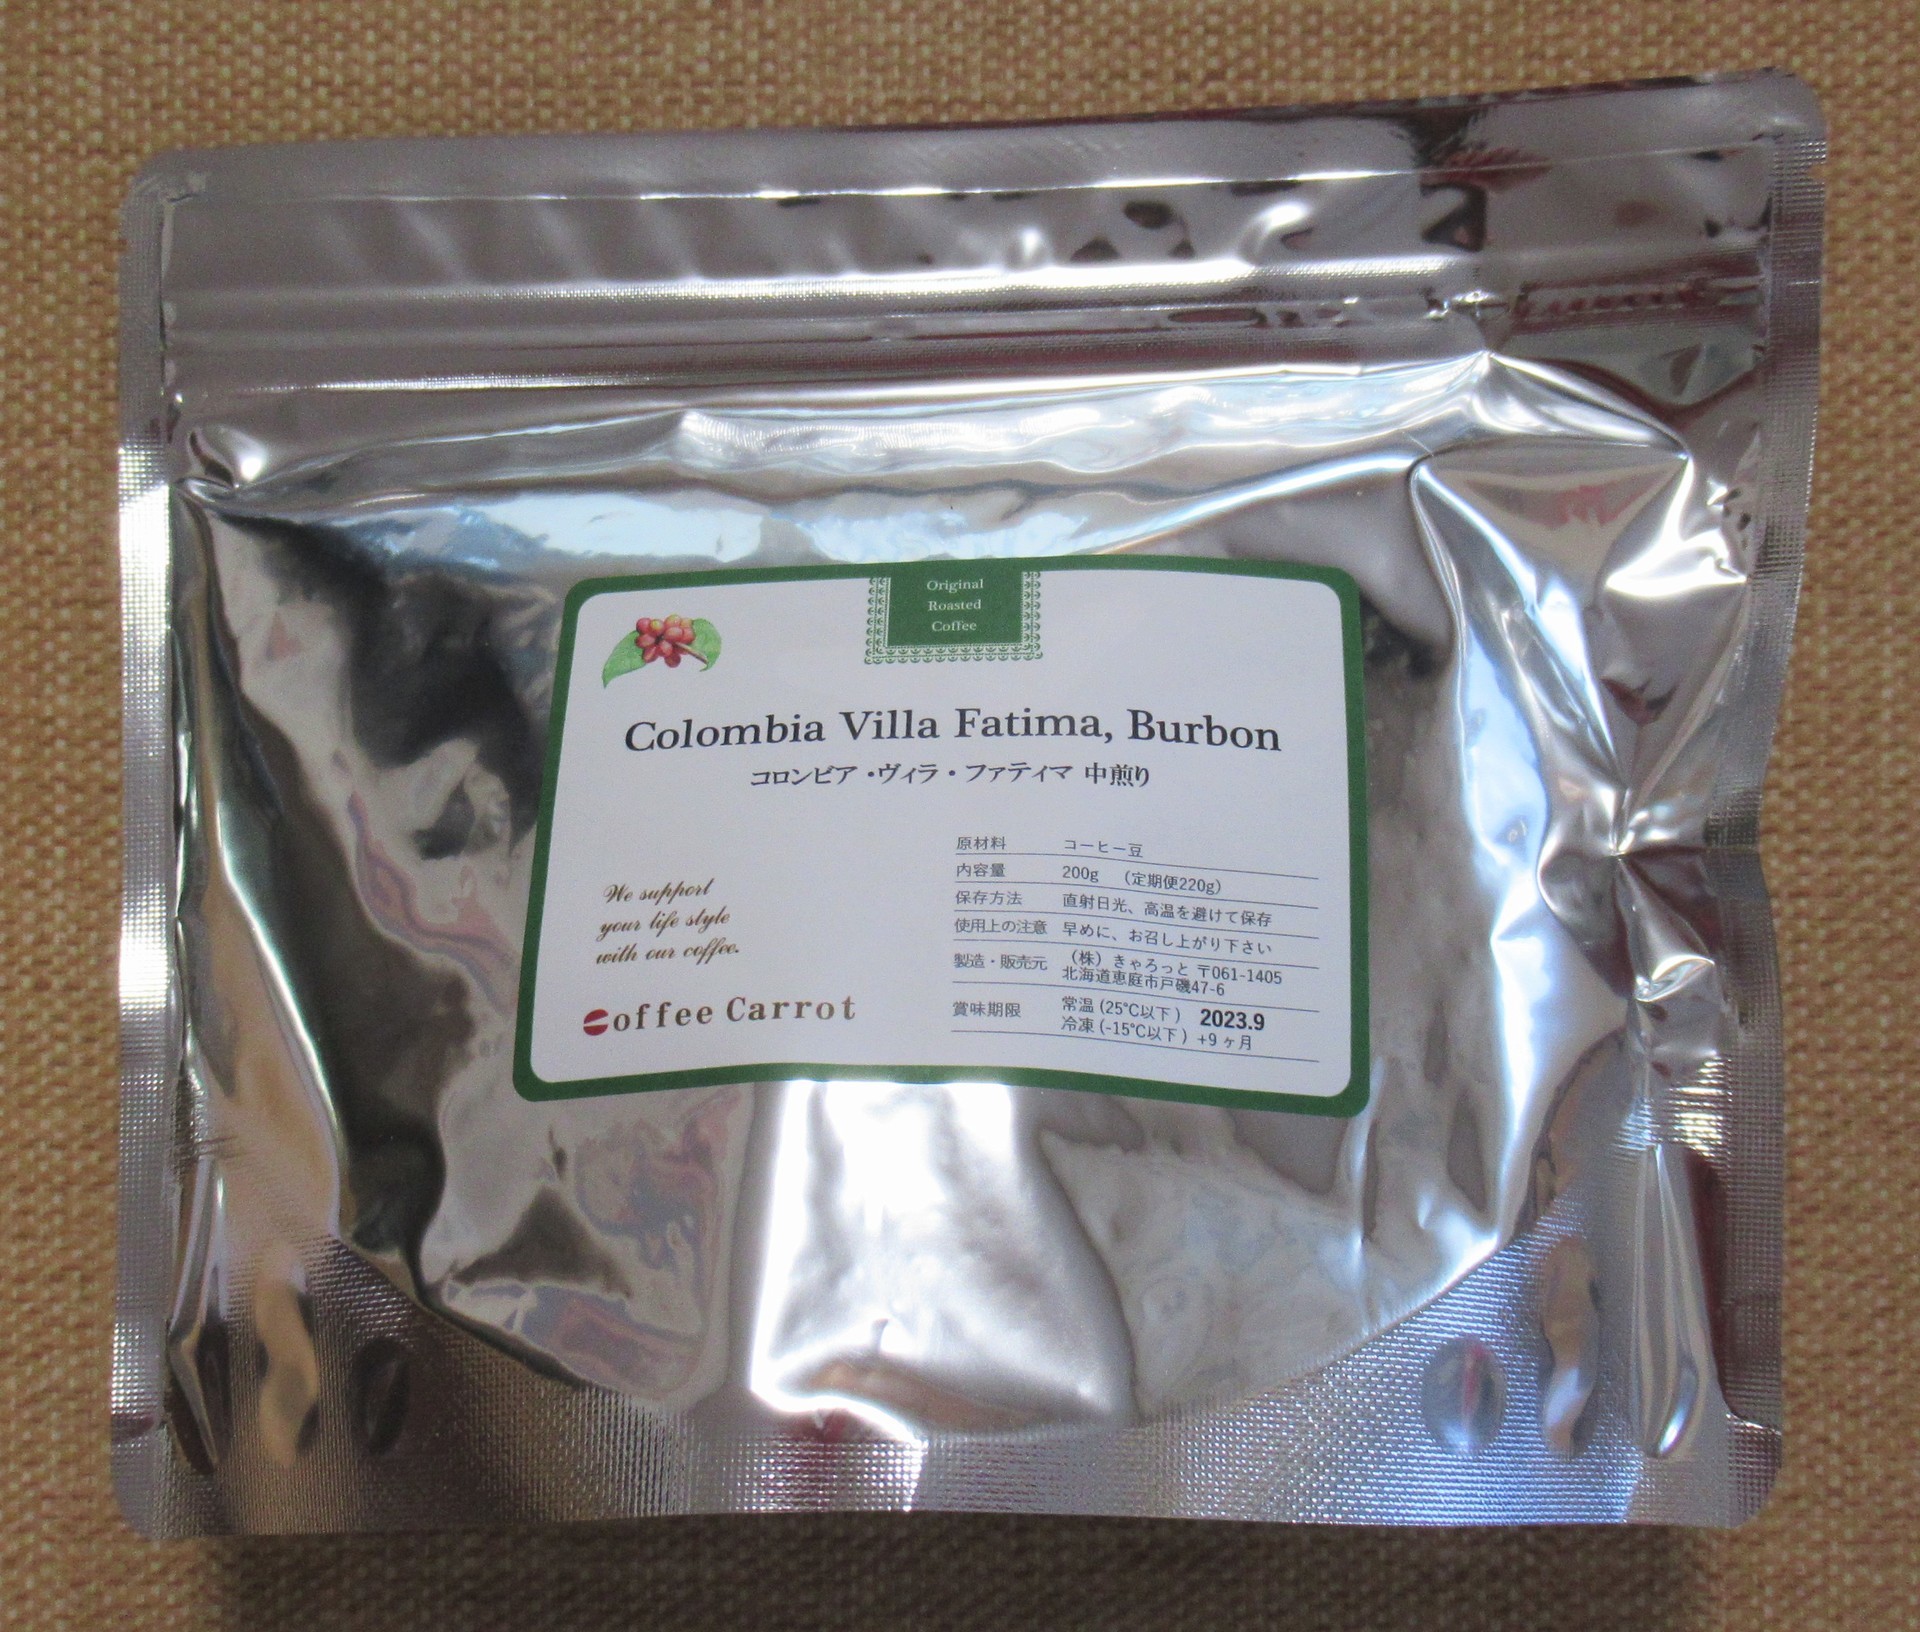 Original
Roasted
Coffee
Colombia Villa Fatima, Burbon
コロンビア・ヴィラ・ファティマ 中煎り
We support
your life style
with our coffee.
Coffee Carrot
原材料 コーヒー豆
内容量 200g (定期便220g)
保存方法 直射日光、高温を避けて保存
使用上の注意 早めに、お召し上がり下さい
製造・販売元 (株)きゃろっと 〒061-1405
北海道恵庭市戸磯47-6
賞味期限 常温 (25℃以下) 2023.9
冷凍 (-15℃以下) +9ヶ月